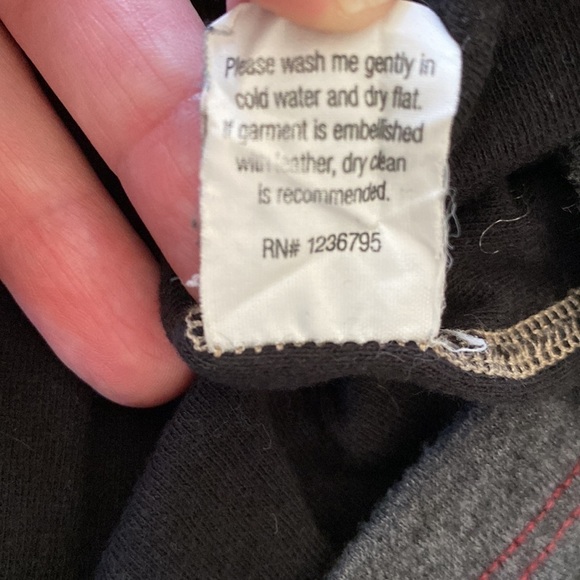 Please wash me gently in
cold water and dry flat.
If garment is embellished
with leather, dry clean
is recommended.
RN# 1236795